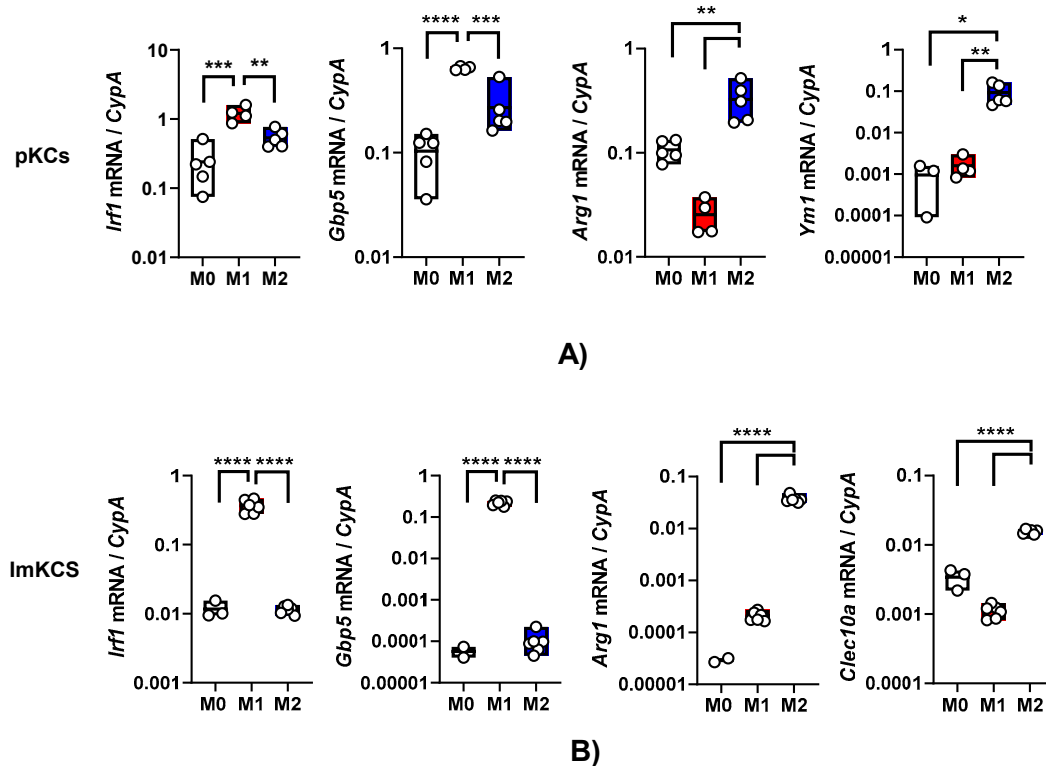 pKCs
Irf1 mRNA / CypA
10
1
0.1
0.01
*** **
M0 M1 M2
Gbp5 mRNA / CypA
1
0.1
0.01
**** ***
M0 M1 M2
Arg1 mRNA / CypA
1
0.1
0.01
**
M0 M1 M2
Ym1 mRNA / CypA
1
0.1
0.01
0.001
0.0001
0.00001
*
**
M0 M1 M2
A)
ImKCS
Irf1 mRNA / CypA
1
0.1
0.01
0.001
**** ****
M0 M1 M2
Gbp5 mRNA / CypA
1
0.1
0.01
0.001
0.0001
0.00001
**** ****
M0 M1 M2
Arg1 mRNA / CypA
0.1
0.01
0.001
0.0001
0.00001
****
M0 M1 M2
Clec10a mRNA / CypA
0.1
0.01
0.001
0.0001
****
M0 M1 M2
B)